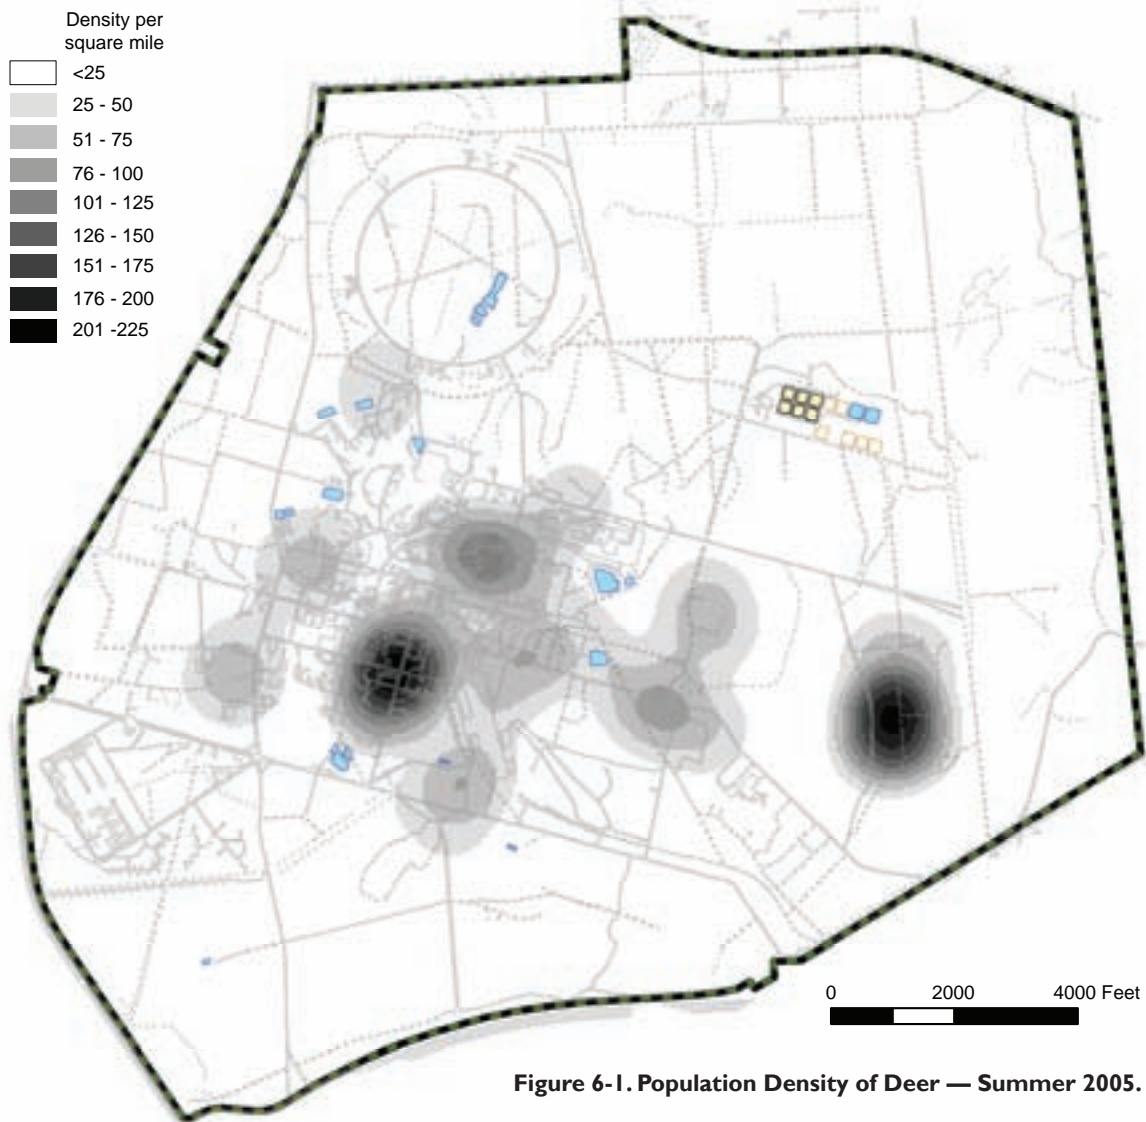 Density per
square mile
<25
25 - 50
51 - 75
76 - 100
101 - 125
126 - 150
151 - 175
176 - 200
201 -225
0 2000 4000 Feet
Figure 6-1. Population Density of Deer — Summer 2005.